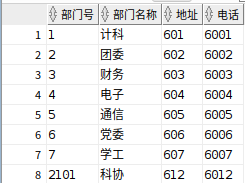 部门号 部门名称 地址 电话
1 1 计科 601 6001
2 2 团委 602 6002
3 3 财务 603 6003
4 4 电子 604 6004
5 5 通信 605 6005
6 6 党委 606 6006
7 7 学工 607 6007
8 2101 科协 612 6012